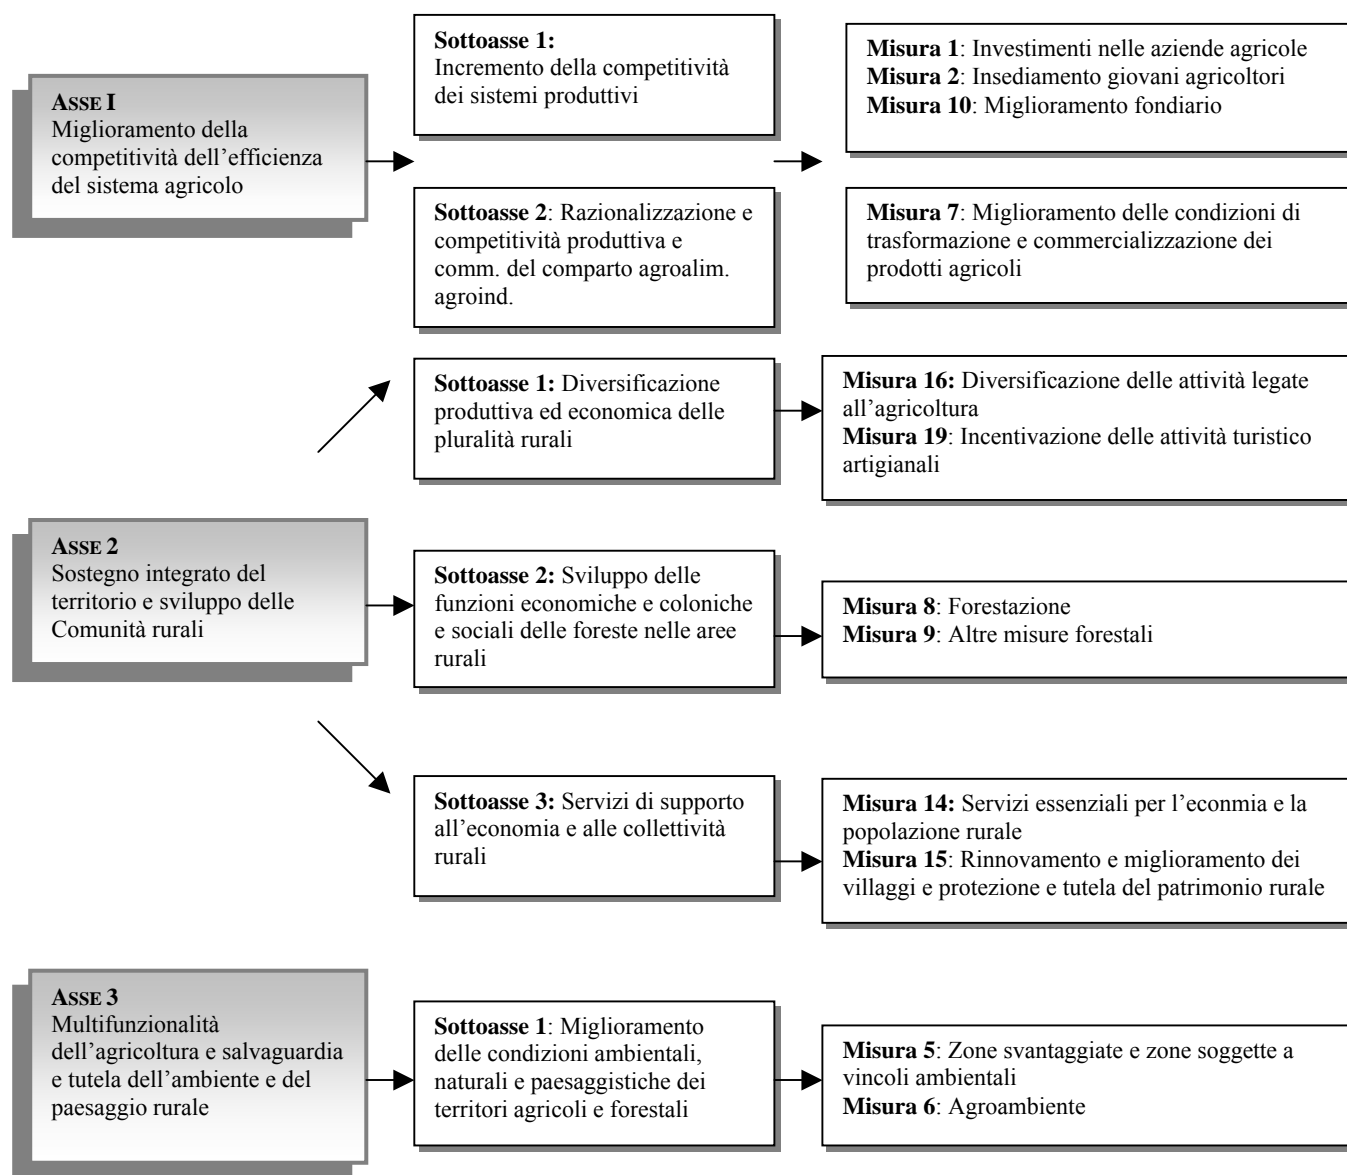 ASSE I
Miglioramento della
competitività dell’efficienza
del sistema agricolo
Sottoasse 1:
Incremento della competitività
dei sistemi produttivi
Misura 1: Investimenti nelle aziende agricole
Misura 2: Insediamento giovani agricoltori
Misura 10: Miglioramento fondiario
Sottoasse 2: Razionalizzazione e
competitività produttiva e
comm. del comparto agroalim.
agroind.
Misura 7: Miglioramento delle condizioni di
trasformazione e commercializzazione dei
prodotti agricoli
ASSE 2
Sostegno integrato del
territorio e sviluppo delle
Comunità rurali
Sottoasse 1: Diversificazione
produttiva ed economica delle
pluralità rurali
Misura 16: Diversificazione delle attività legate
all’agricoltura
Misura 19: Incentivazione delle attività turistico
artigianali
Sottoasse 2: Sviluppo delle
funzioni economiche e coloniche
e sociali delle foreste nelle aree
rurali
Misura 8: Forestazione
Misura 9: Altre misure forestali
Sottoasse 3: Servizi di supporto
all’economia e alle collettività
rurali
Misura 14: Servizi essenziali per l’econmia e la
popolazione rurale
Misura 15: Rinnovamento e miglioramento dei
villaggi e protezione e tutela del patrimonio rurale
ASSE 3
Multifunzionalità
dell’agricoltura e salvaguardia
e tutela dell’ambiente e del
paesaggio rurale
Sottoasse 1: Miglioramento
delle condizioni ambientali,
naturali e paesaggistiche dei
territori agricoli e forestali
Misura 5: Zone svantaggiate e zone soggette a
vincoli ambientali
Misura 6: Agroambiente